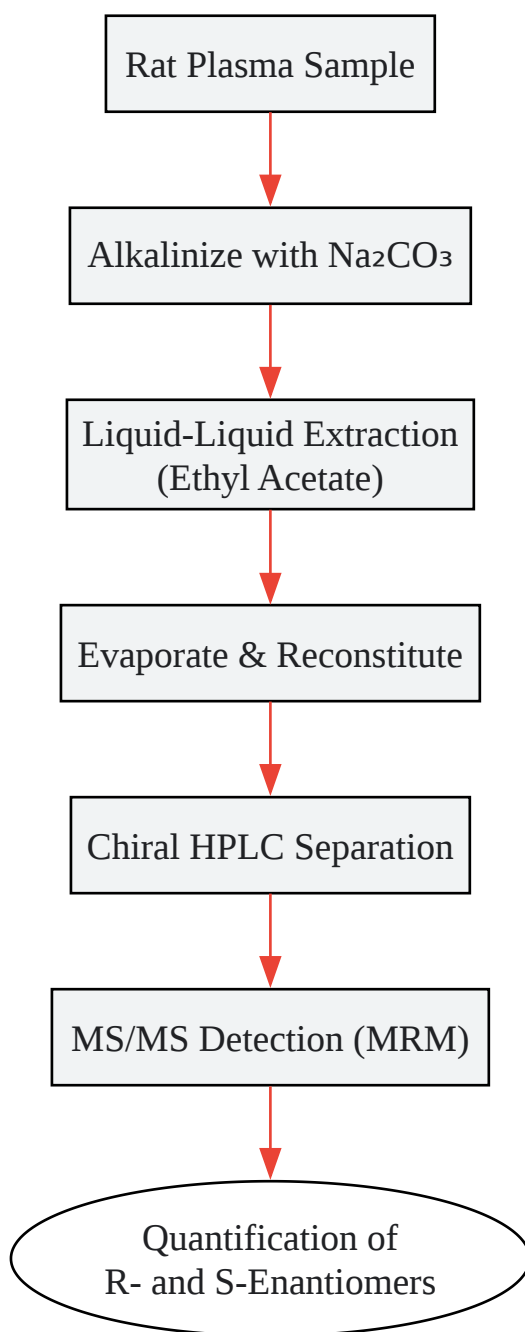 Rat Plasma Sample
Alkalinize with Na₂CO₃
Liquid-Liquid Extraction
(Ethyl Acetate)
Evaporate & Reconstitute
Chiral HPLC Separation
MS/MS Detection (MRM)
Quantification of
R- and S-Enantiomers